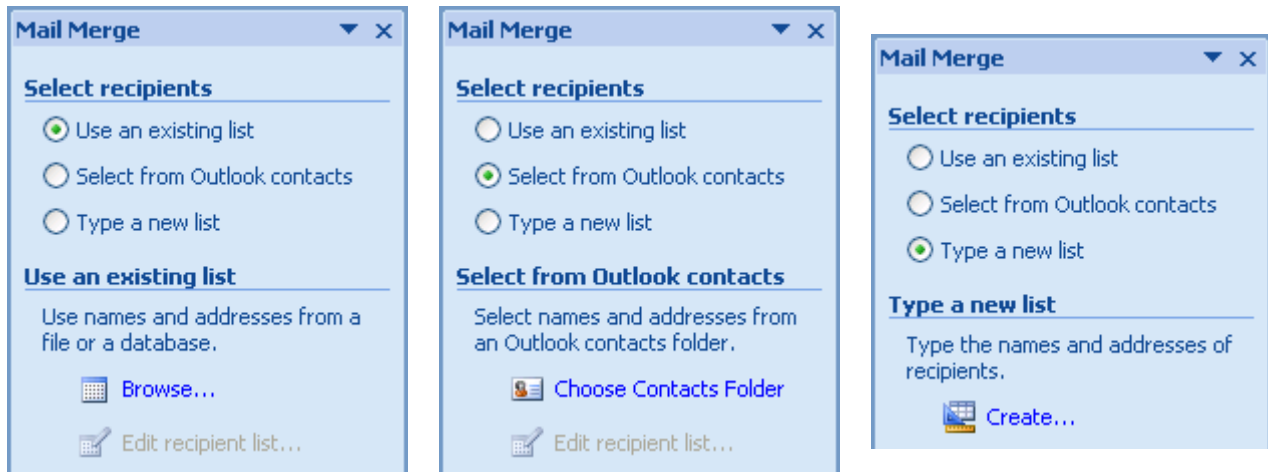 Mail Merge
Select recipients
Use an existing list
Select from Outlook contacts
Type a new list
Use an existing list
Use names and addresses from a
file or a database.
Browse...
Edit recipient list...
Mail Merge
Select recipients
Use an existing list
Select from Outlook contacts
Type a new list
Select from Outlook contacts
Select names and addresses from
an Outlook contacts folder.
Choose Contacts Folder
Edit recipient list...
Mail Merge
Select recipients
Use an existing list
Select from Outlook contacts
Type a new list
Type a new list
Type the names and addresses of
recipients.
Create...